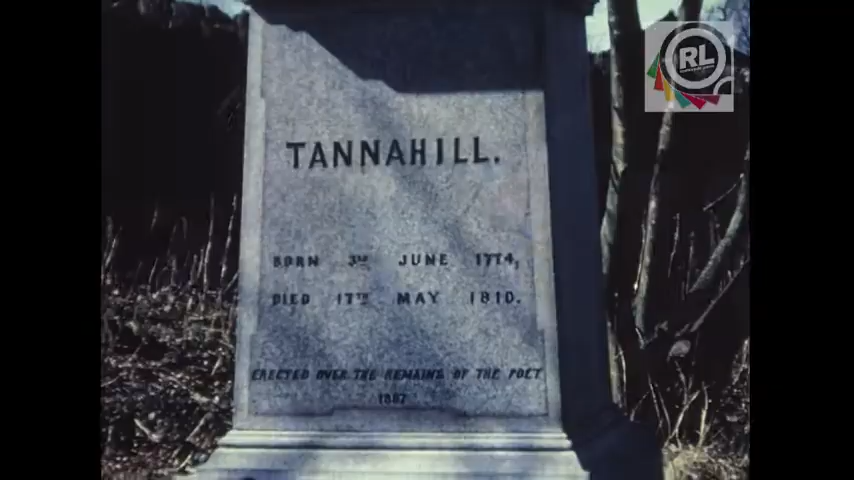 RL
TANNAHILL.
BORN 3RD JUNE 1774,
DIED 17TH MAY 1810.
ERECTED OVER THE REMAINS OF THE POET